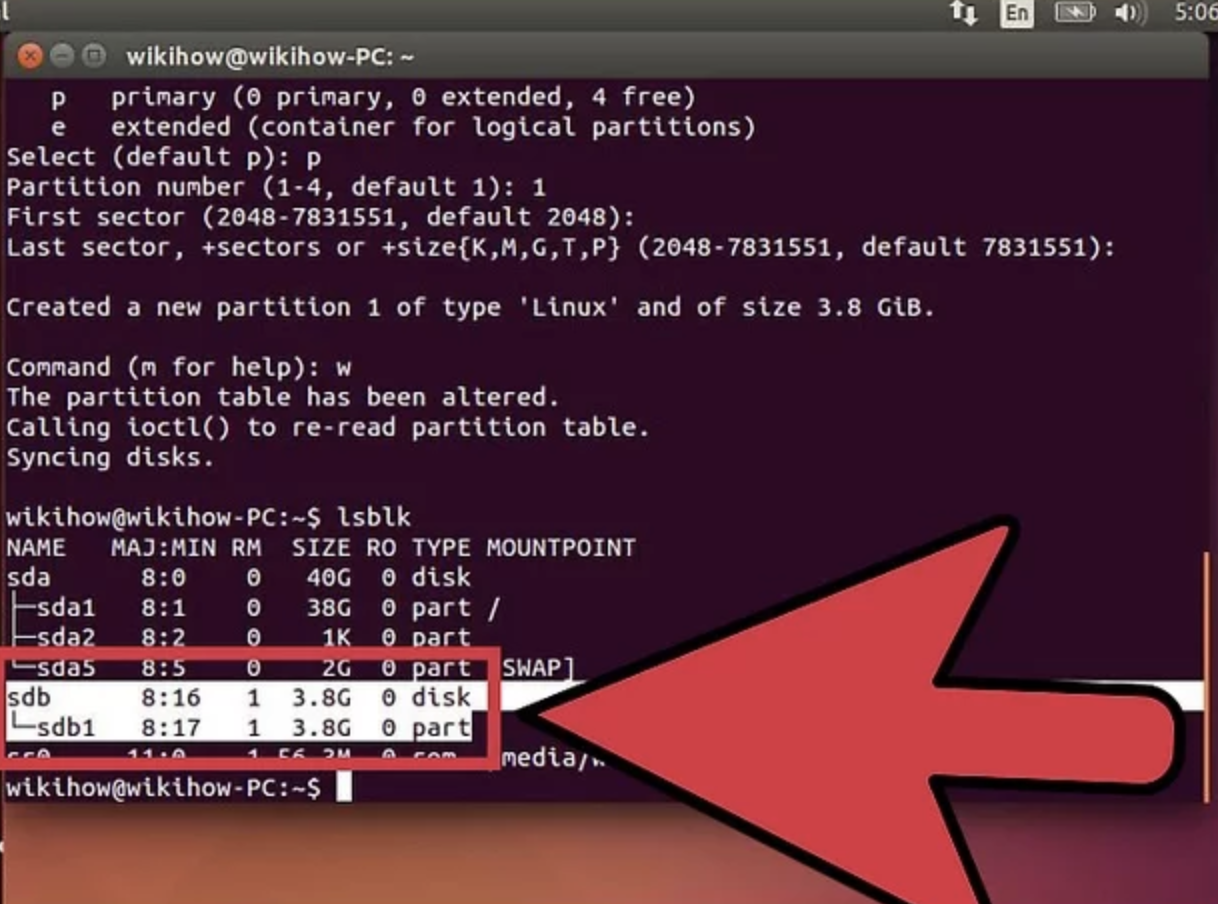 En 5:06
wikihow@wikihow-PC: ~
p primary (0 primary, 0 extended, 4 free)
e extended (container for logical partitions)
Select (default p): p
Partition number (1-4, default 1): 1
First sector (2048-7831551, default 2048):
Last sector, +sectors or +size{K,M,G,T,P} (2048-7831551, default 7831551):
Created a new partition 1 of type 'Linux' and of size 3.8 GiB.
Command (m for help): w
The partition table has been altered.
Calling ioctl() to re-read partition table.
Syncing disks.
wikihow@wikihow-PC:~$ lsblk
NAME MAJ:MIN RM SIZE RO TYPE MOUNTPOINT
sda 8:0 0 40G 0 disk
├─sda1 8:1 0 38G 0 part /
├─sda2 8:2 0 1K 0 part
└─sda5 8:5 0 2G 0 part SWAP]
sdb 8:16 1 3.8G 0 disk
└─sdb1 8:17 1 3.8G 0 part
sr0 11:0 1 56.3M 0 rom media/
wikihow@wikihow-PC:~$